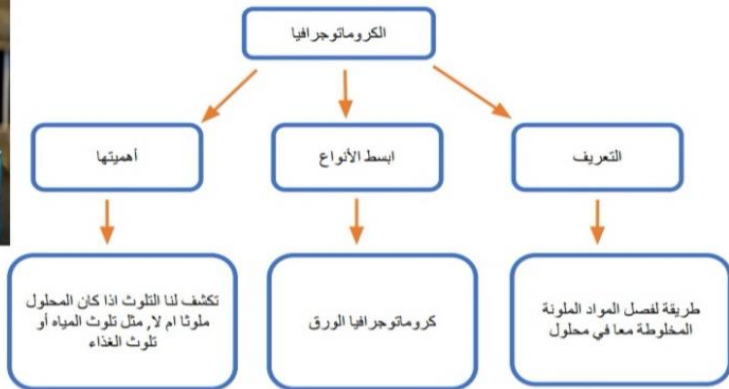 الكروماتوجرافيا
التعريف
ابسط الأنواع
أهميتها
طريقة لفصل المواد الملونة
المخلوطة معا في محلول
كروماتوجرافيا الورق
تكشف لنا التلوث اذا كان المحلول
ملوثا ام لا, مثل تلوث المياه أو
تلوث الغذاء